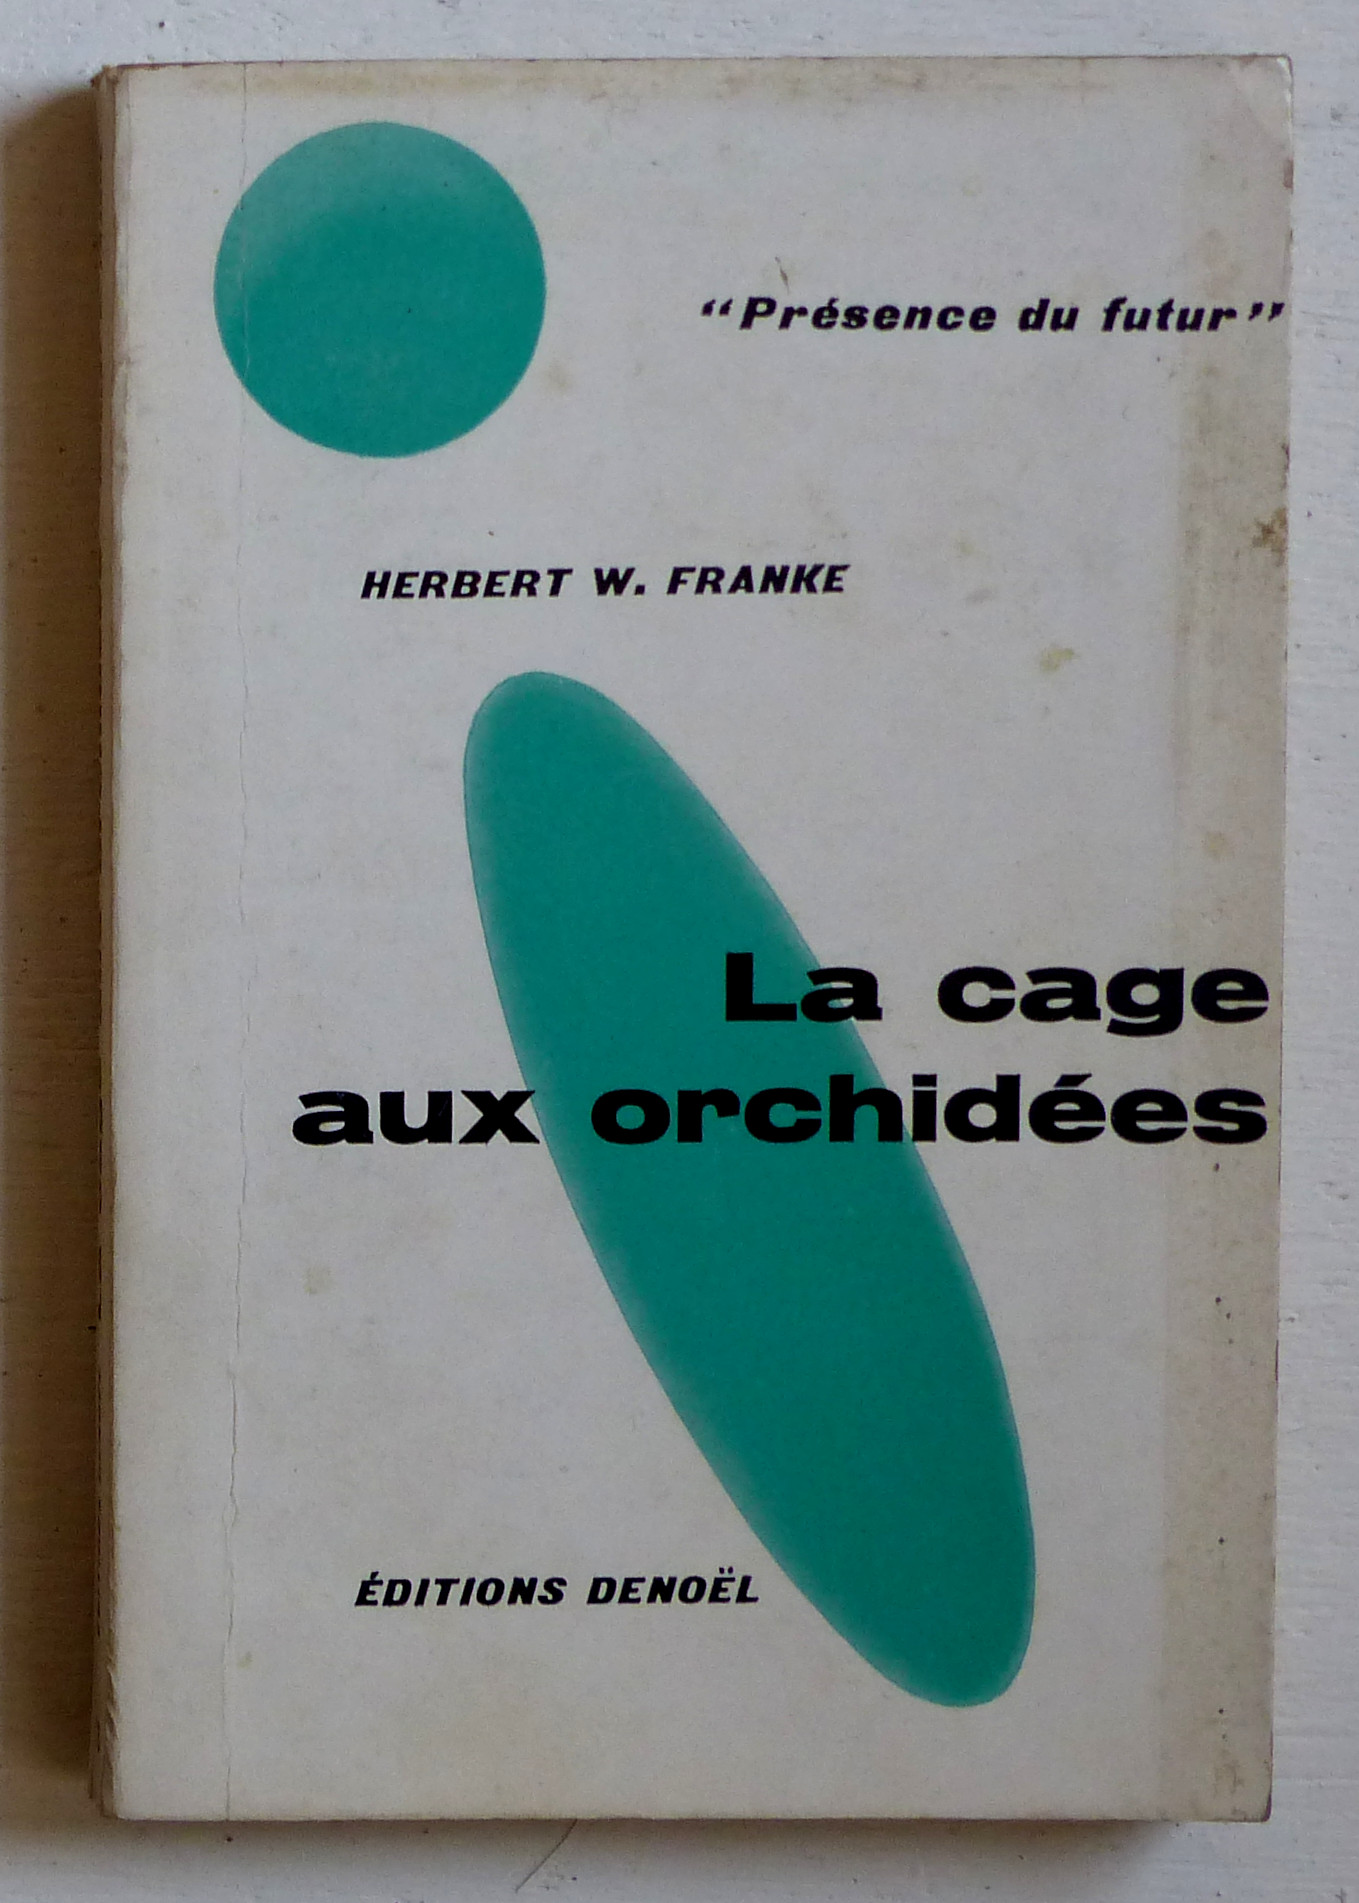 “Présence du futur”
HERBERT W. FRANKE
La cage
aux orchidées
ÉDITIONS DENOËL